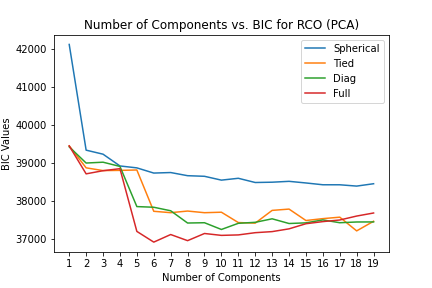 Number of Components vs. BIC for RCO (PCA)
Spherical
Tied
Diag
Full
BIC Values
42000
41000
40000
39000
38000
37000
1 2 3 4 5 6 7 8 9 10 11 12 13 14 15 16 17 18 19
Number of Components